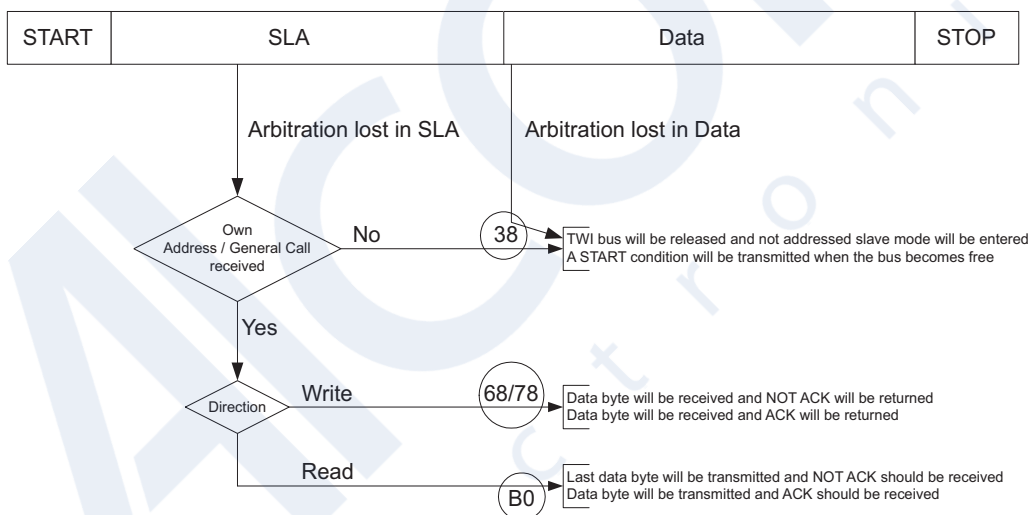 START SLA Data STOP
Arbitration lost in SLA Arbitration lost in Data
Own
Address / General Call
received
No
38
TWI bus will be released and not addressed slave mode will be entered
A START condition will be transmitted when the bus becomes free
Yes
Direction
Write
68/78
Data byte will be received and NOT ACK will be returned
Data byte will be received and ACK will be returned
Read
B0
Last data byte will be transmitted and NOT ACK should be received
Data byte will be transmitted and ACK should be received